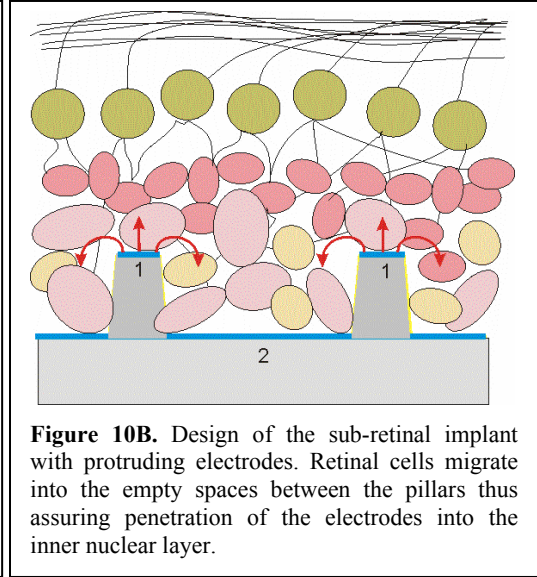 1
1
2
Figure 10B. Design of the sub-retinal implant
with protruding electrodes. Retinal cells migrate
into the empty spaces between the pillars thus
assuring penetration of the electrodes into the
inner nuclear layer.